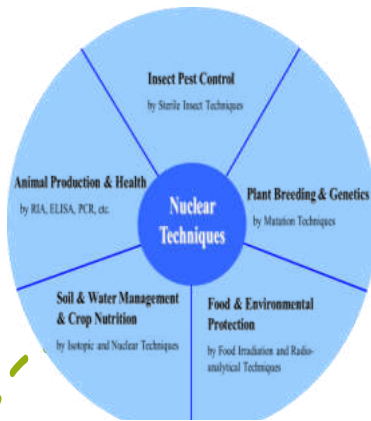 Insect Pest Control
by Sterile Insect Techniques
Animal Production & Health
by RIA, ELISA, PCR, etc.
Nuclear
Techniques
Plant Breeding & Genetics
by Mutation Techniques
Soil & Water Management
& Crop Nutrition
by Isotopic and Nuclear Techniques
Food & Environmental
Protection
by Food Irradiation and Radio-
analytical Techniques